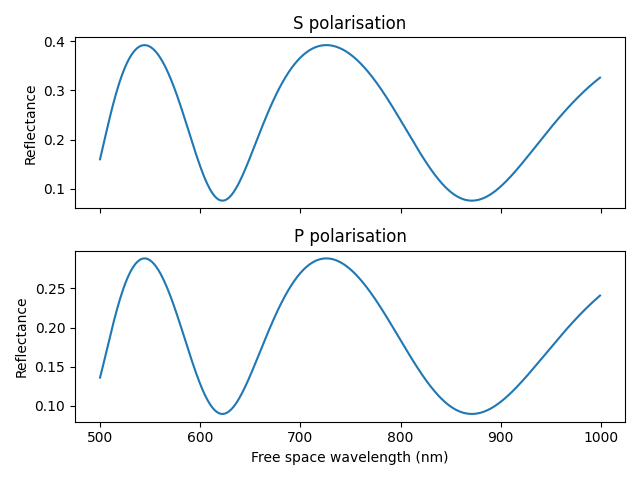 S polarisation
0.4
0.3
0.2
0.1
Reflectance
P polarisation
0.25
0.20
0.15
0.10
Reflectance
500 600 700 800 900 1000
Free space wavelength (nm)